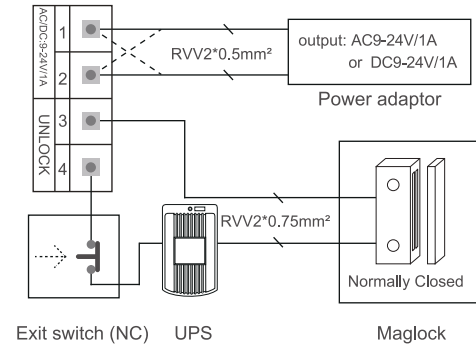 AC/DC:9-24V/1A
UNLOCK
1
2
3
4
RVV2*0.5mm²
output: AC9-24V/1A
or DC9-24V/1A
Power adaptor
RVV2*0.75mm²
Normally Closed
Exit switch (NC)
UPS
Maglock